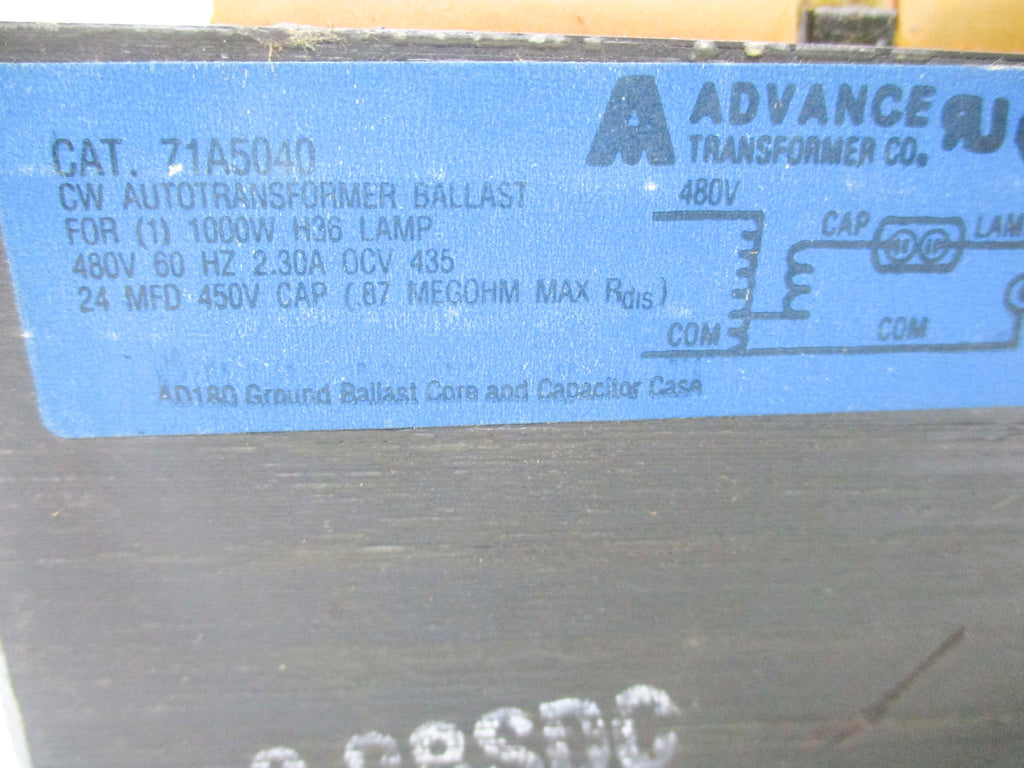 CAT. 71A5040
CW AUTOTRANSFORMER BALLAST
FOR (1) 1000W H36 LAMP
480V 60 HZ 2.30A OCV 435
24 MFD 450V CAP (.87 MEGOHM MAX Rdis)
AD180 Ground Ballast Core and Capacitor Case
ADVANCE
TRANSFORMER CO.
480V
CAP
LAM
COM
COM